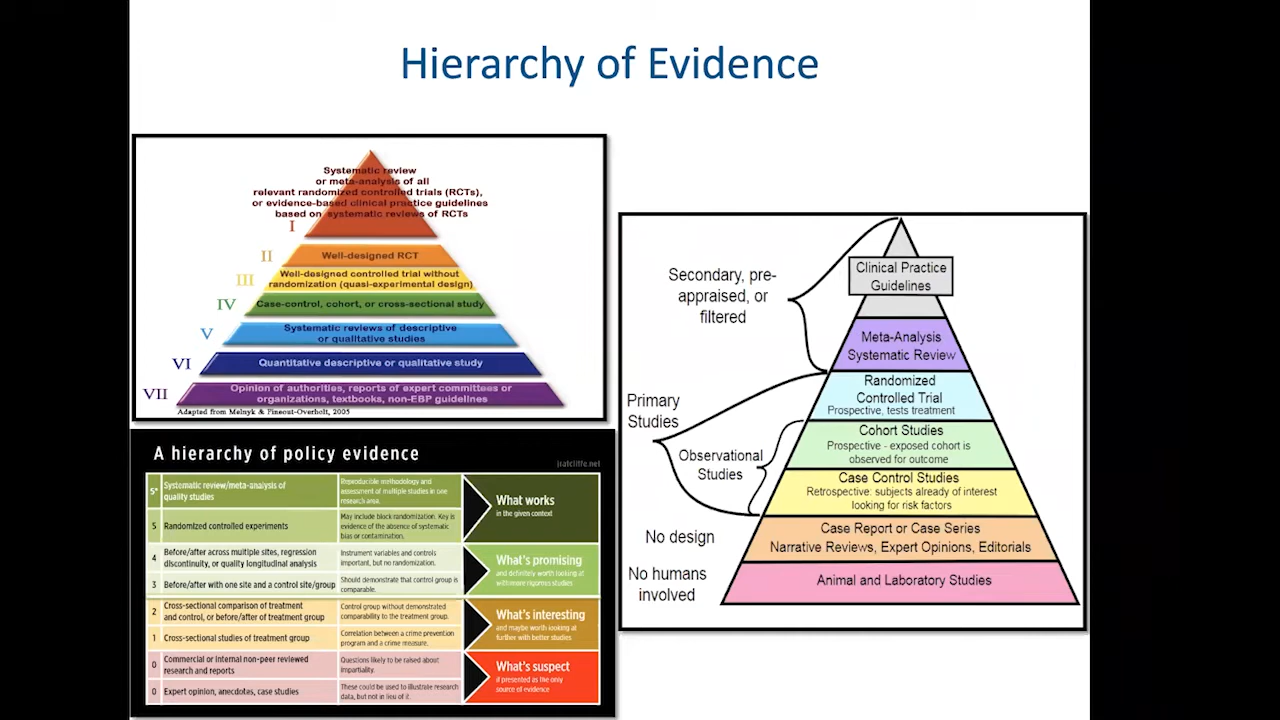 Hierarchy of Evidence
Systematic review
or meta-analysis of all
relevant randomized controlled trials (RCTs),
or evidence-based clinical practice guidelines
based on systematic reviews of RCTs
I
II
Well-designed RCT
III
Well-designed controlled trial without
randomization (quasi-experimental design)
IV
Case-control, cohort, or cross-sectional study
V
Systematic reviews of descriptive
or qualitative studies
VI
Quantitative descriptive or qualitative study
VII
Opinion of authorities, reports of expert committees or
organizations, textbooks, non-EBP guidelines
Adapted from Melnyk & Fineout-Overholt, 2005
A hierarchy of policy evidence
jratcliffe.net
5*
Systematic review/meta-analysis of
quality studies
Reproducible methodology and
assessment of multiple studies in one
research area.
What works
in the given context
5
Randomized controlled experiments
May include block randomization. Key is
evidence of the absence of systematic
bias or contamination.
4
Before/after across multiple sites, regression
discontinuity, or quality longitudinal analysis
Instrument variables and controls
important, but no randomization.
What's promising
and definitely worth looking at
with more rigorous studies
3
Before/after with one site and a control site/group
Should demonstrate that control group is
comparable.
2
Cross-sectional comparison of treatment
and control, or before/after of treatment group
Control group without demonstrated
comparability to the treatment group.
What's interesting
and maybe worth looking at
further with better studies
1
Cross-sectional studies of treatment group
Correlation between a crime prevention
program and a crime measure.
0
Commercial or internal non-peer reviewed
research and reports
Questions likely to be raised about
impartiality.
What's suspect
if presented as the only
source of evidence
0
Expert opinion, anecdotes, case studies
These could be used to illustrate research
data, but not in lieu of it.
Secondary, pre-
appraised, or
filtered
Clinical Practice
Guidelines
Meta-Analysis
Systematic Review
Primary
Studies
Randomized
Controlled Trial
Prospective, tests treatment
Observational
Studies
Cohort Studies
Prospective - exposed cohort is
observed for outcome
Case Control Studies
Retrospective: subjects already of interest
looking for risk factors
No design
Case Report or Case Series
Narrative Reviews, Expert Opinions, Editorials
No humans
involved
Animal and Laboratory Studies